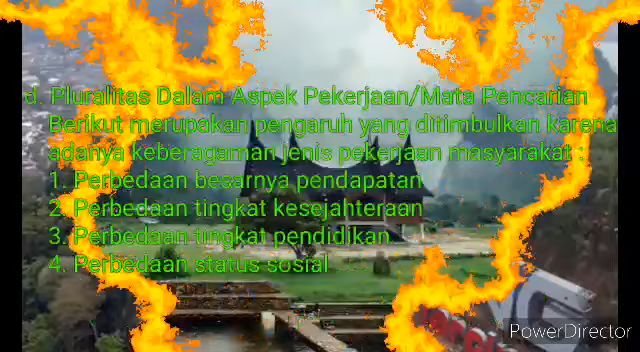 d. Pluralitas Dalam Aspek Pekerjaan/Mata Pencarian
Berikut merupakan pengaruh yang ditimbulkan karena
adanya keberagaman jenis pekerjaan masyarakat :
1. Perbedaan besarnya pendapatan
2. Perbedaan tingkat kesejahteraan
3. Perbedaan tingkat pendidikan
4. Perbedaan status sosial
PowerDirector